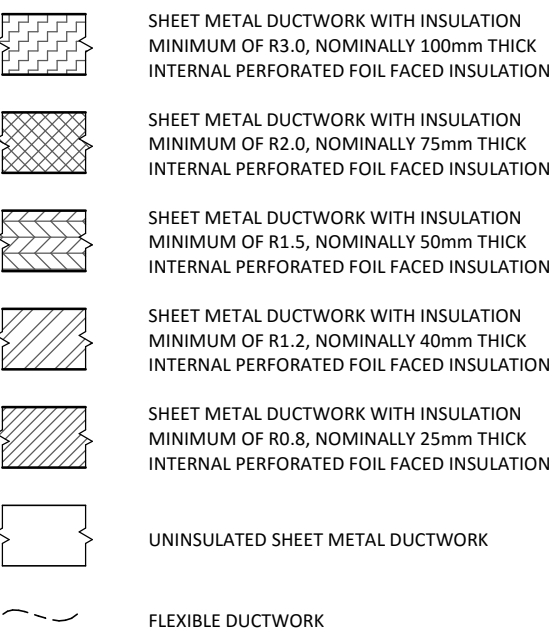 SHEET METAL DUCTWORK WITH INSULATION
MINIMUM OF R3.0, NOMINALLY 100mm THICK
INTERNAL PERFORATED FOIL FACED INSULATION
SHEET METAL DUCTWORK WITH INSULATION
MINIMUM OF R2.0, NOMINALLY 75mm THICK
INTERNAL PERFORATED FOIL FACED INSULATION
SHEET METAL DUCTWORK WITH INSULATION
MINIMUM OF R1.5, NOMINALLY 50mm THICK
INTERNAL PERFORATED FOIL FACED INSULATION
SHEET METAL DUCTWORK WITH INSULATION
MINIMUM OF R1.2, NOMINALLY 40mm THICK
INTERNAL PERFORATED FOIL FACED INSULATION
SHEET METAL DUCTWORK WITH INSULATION
MINIMUM OF R0.8, NOMINALLY 25mm THICK
INTERNAL PERFORATED FOIL FACED INSULATION
UNINSULATED SHEET METAL DUCTWORK
FLEXIBLE DUCTWORK